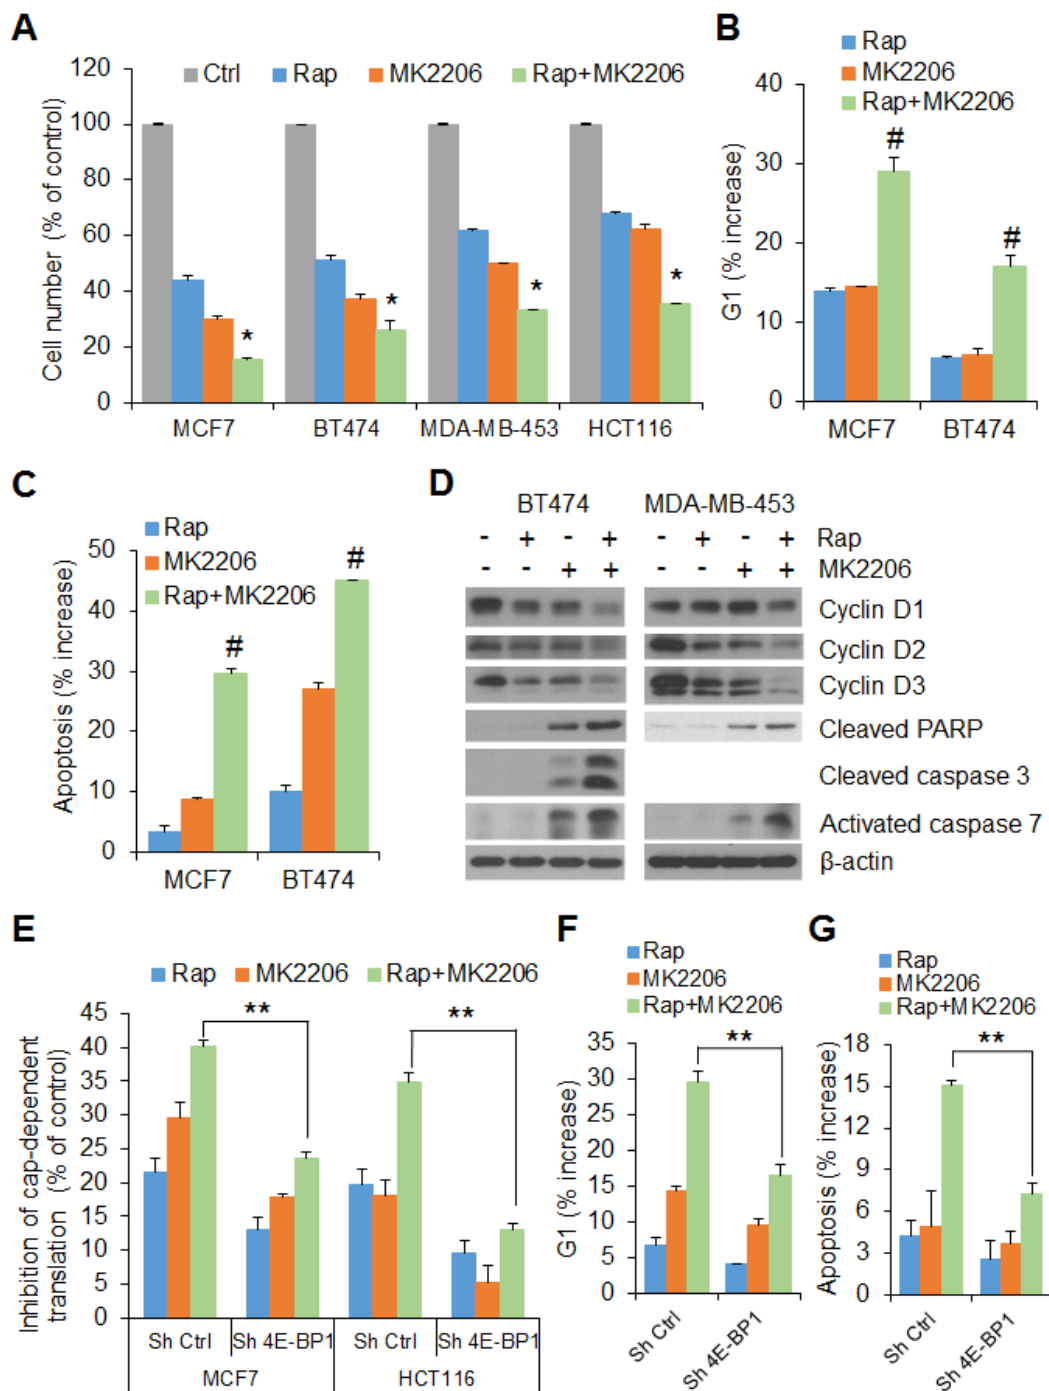 A
Ctrl Rap MK2206 Rap+MK2206
Cell number (% of control)
120
100
80
60
40
20
0
* * * *
MCF7 BT474 MDA-MB-453 HCT116
B
Rap
MK2206
Rap+MK2206
G1 (% increase)
40
30
20
10
0
# #
MCF7 BT474
C
Rap
MK2206
Rap+MK2206
Apoptosis (% increase)
50
40
30
20
10
0
# #
MCF7 BT474
D
BT474 MDA-MB-453
- + - + - + - + Rap
- - + + - - + + MK2206
Cyclin D1
Cyclin D2
Cyclin D3
Cleaved PARP
Cleaved caspase 3
Activated caspase 7
β-actin
E
Rap MK2206 Rap+MK2206
Inhibition of cap-dependent
translation (% of control)
45
40
35
30
25
20
15
10
5
0
** **
Sh Ctrl Sh 4E-BP1 Sh Ctrl Sh 4E-BP1
MCF7 HCT116
F
Rap
MK2206
Rap+MK2206
G1 (% increase)
35
30
25
20
15
10
5
0
**
Sh Ctrl Sh 4E-BP1
G
Rap
MK2206
Rap+MK2206
Apoptosis (% increase)
18
15
12
9
6
3
0
**
Sh Ctrl Sh 4E-BP1